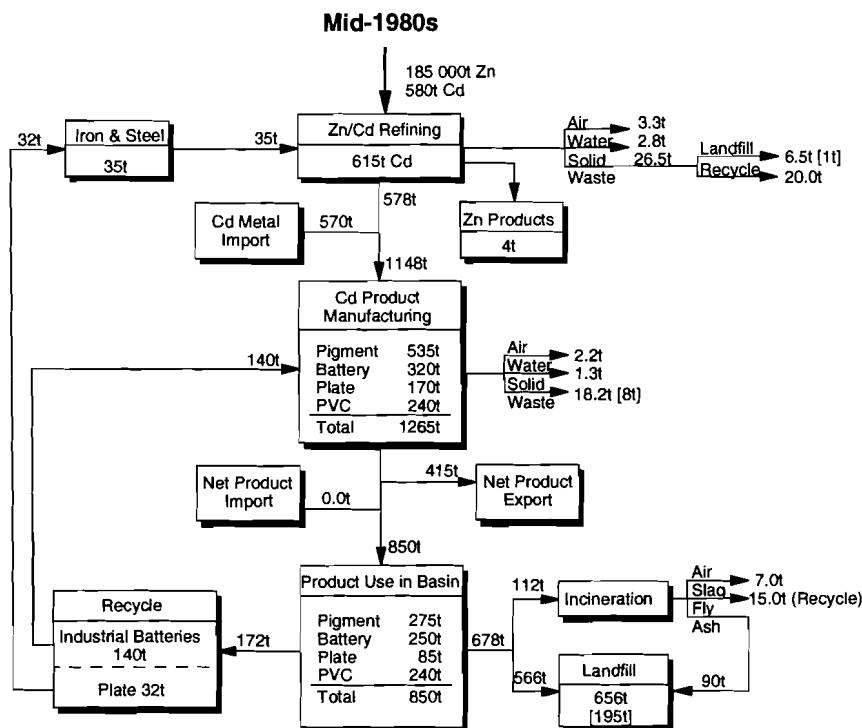 Mid-1980s
185 000t Zn
580t Cd
32t
Iron & Steel
35t
35t
Zn/Cd Refining
615t Cd
Air
3.3t
Water
2.8t
Solid
26.5t
Waste
Landfill
6.5t [1t]
Recycle
20.0t
578t
Cd Metal
Import
570t
Zn Products
4t
1148t
Cd Product
Manufacturing
Pigment 535t
Battery 320t
Plate 170t
PVC 240t
Total 1265t
140t
Air
2.2t
Water
1.3t
Solid
18.2t [8t]
Waste
Net Product
Import
0.0t
415t
Net Product
Export
850t
Product Use in Basin
Pigment 275t
Battery 250t
Plate 85t
PVC 240t
Total 850t
Recycle
Industrial Batteries
140t
Plate 32t
172t
678t
112t
Incineration
Air
7.0t
Slag
15.0t (Recycle)
Fly
Ash
566t
Landfill
656t
[195t]
90t